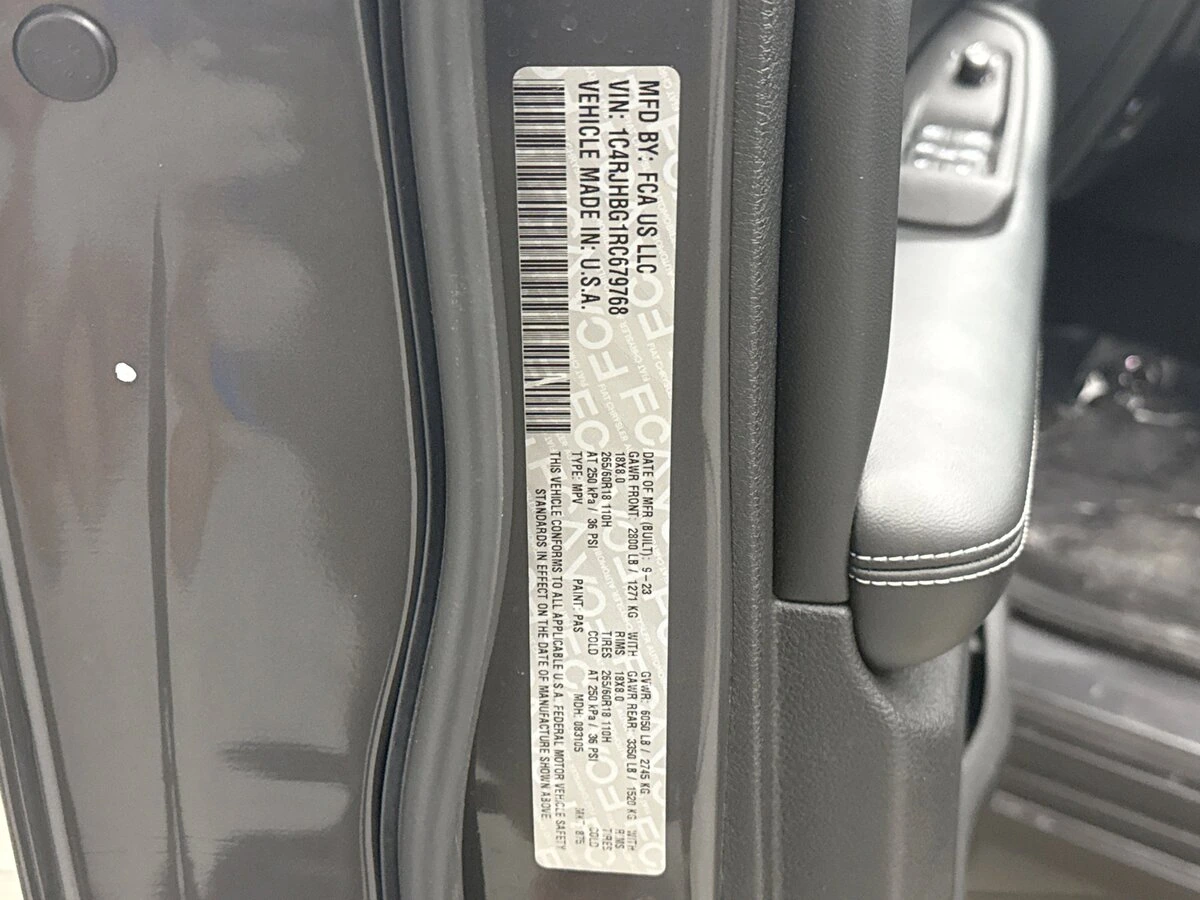 MFD BY: FCA US LLC
VIN: 1C4RJHBG1RC679768
VEHICLE MADE IN: U.S.A.
DATE OF MFR (BUILT): 9-23 GVWR: 6050 LB / 2745 KG
GAWR FRONT: 2800 LB / 1271 KG WITH GAWR REAR: 3350 LB / 1520 KG WITH
18X8.0 RIMS 18X8.0 RIMS
265/60R18 110H TIRES 265/60R18 110H TIRES
AT 250 kPa / 36 PSI COLD AT 250 kPa / 36 PSI COLD
TYPE: MPV PAINT: PAS MDH: 083105 MKT: 875
THIS VEHICLE CONFORMS TO ALL APPLICABLE U.S.A. FEDERAL MOTOR VEHICLE SAFETY
STANDARDS IN EFFECT ON THE DATE OF MANUFACTURE SHOWN ABOVE